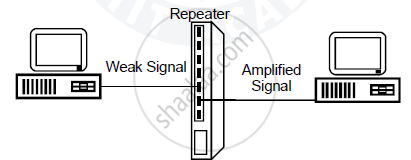 Repeater
Weak Signal
Amplified
Signal
shaalaa.com